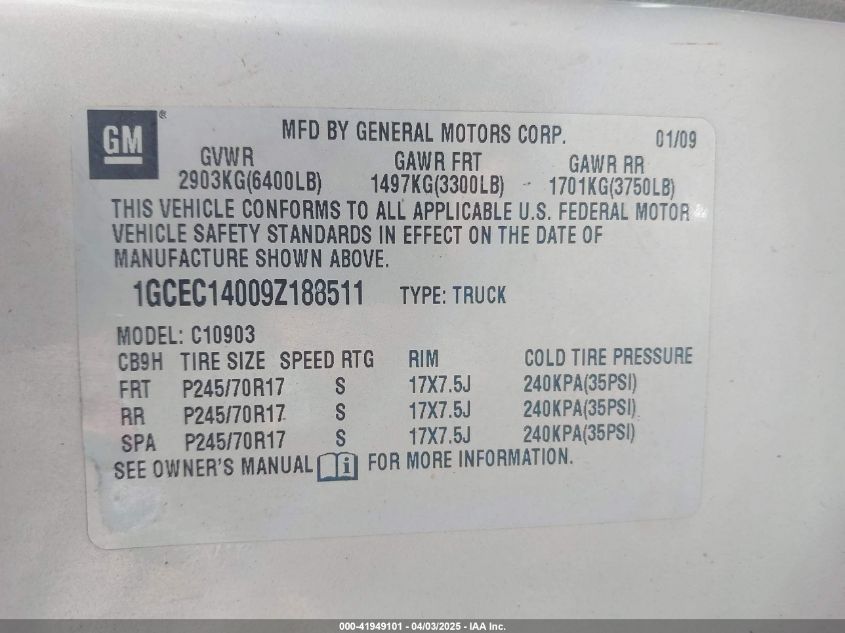 GM
MFD BY GENERAL MOTORS CORP. 01/09
GVWR GAWR FRT GAWR RR
2903KG(6400LB) 1497KG(3300LB) 1701KG(3750LB)
THIS VEHICLE CONFORMS TO ALL APPLICABLE U.S. FEDERAL MOTOR
VEHICLE SAFETY STANDARDS IN EFFECT ON THE DATE OF
MANUFACTURE SHOWN ABOVE.
1GCEC14009Z188511 TYPE: TRUCK
MODEL: C10903
CB9H TIRE SIZE SPEED RTG RIM COLD TIRE PRESSURE
FRT P245/70R17 S 17X7.5J 240KPA(35PSI)
RR P245/70R17 S 17X7.5J 240KPA(35PSI)
SPA P245/70R17 S 17X7.5J 240KPA(35PSI)
SEE OWNER'S MANUAL i FOR MORE INFORMATION.
000-41949101 - 04/03/2025 - IAA Inc.